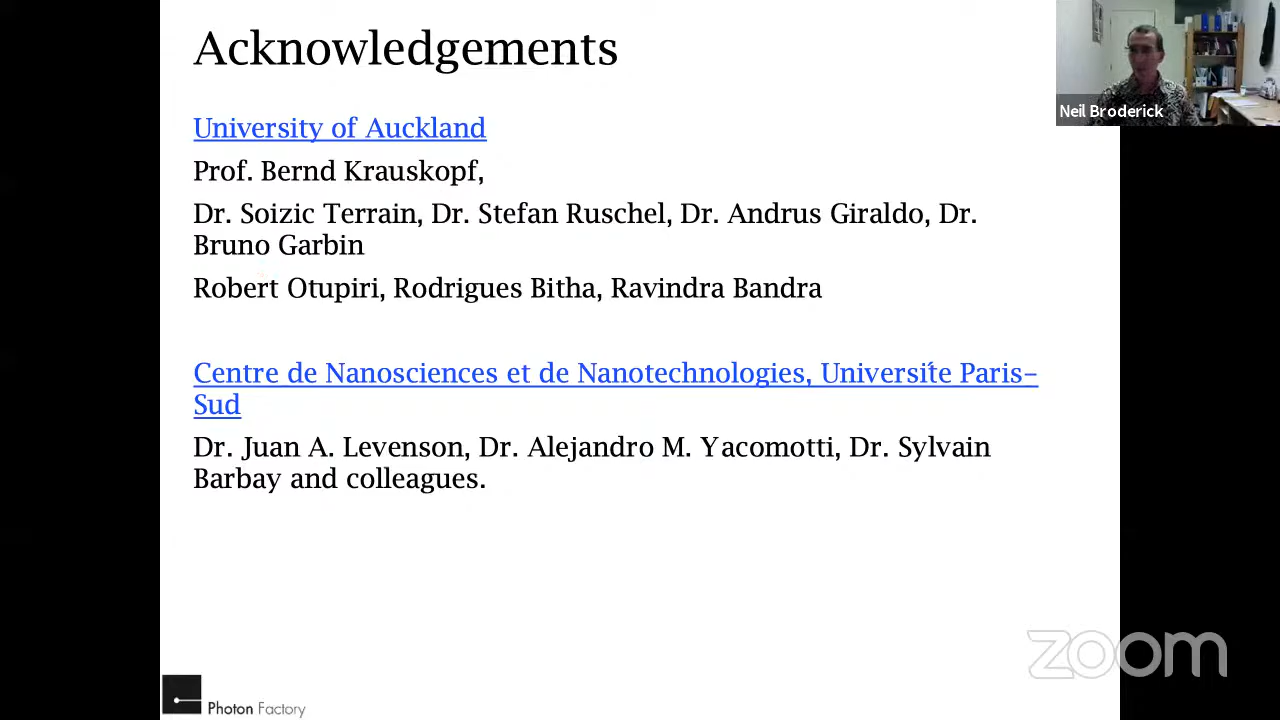 Acknowledgements
Neil Broderick
University of Auckland
Prof. Bernd Krauskopf,
Dr. Soizic Terrain, Dr. Stefan Ruschel, Dr. Andrus Giraldo, Dr.
Bruno Garbin
Robert Otupiri, Rodrigues Bitha, Ravindra Bandra
Centre de Nanosciences et de Nanotechnologies, Université Paris-
Sud
Dr. Juan A. Levenson, Dr. Alejandro M. Yacomotti, Dr. Sylvain
Barbay and colleagues.
zoom
Photon Factory